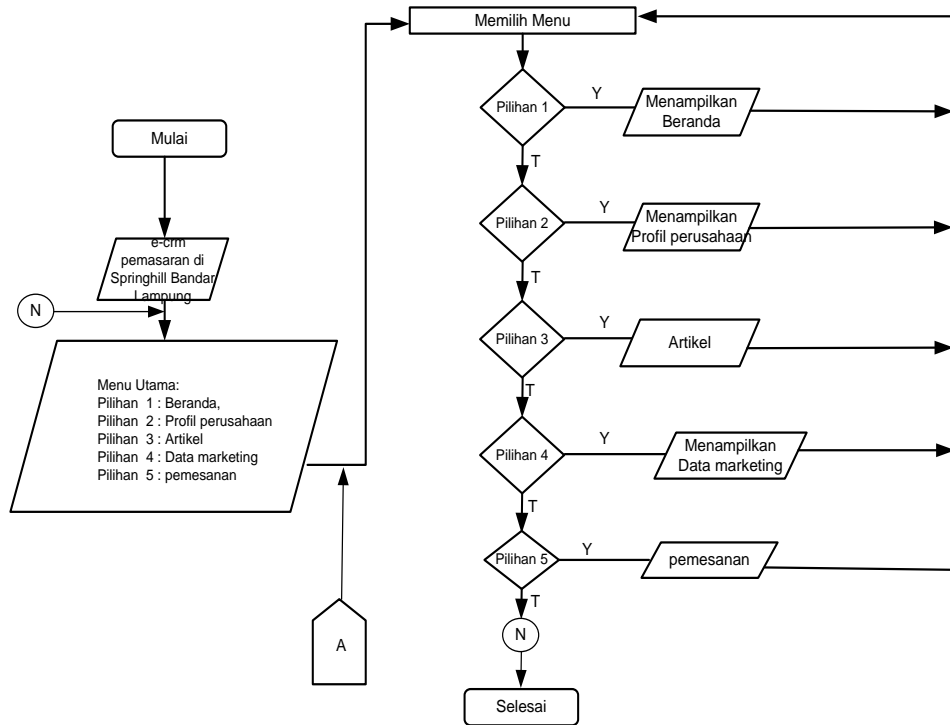 Mulai
e-crm
pemasaran di
Springhill Bandar
Lampung
N
Menu Utama:
Pilihan 1 : Beranda,
Pilihan 2 : Profil perusahaan
Pilihan 3 : Artikel
Pilihan 4 : Data marketing
Pilihan 5 : pemesanan
A
Memilih Menu
Pilihan 1
Y
Menampilkan
Beranda
T
Pilihan 2
Y
Menampilkan
Profil perusahaan
T
Pilihan 3
Y
Artikel
T
Pilihan 4
Y
Menampilkan
Data marketing
T
Pilihan 5
Y
pemesanan
T
N
Selesai